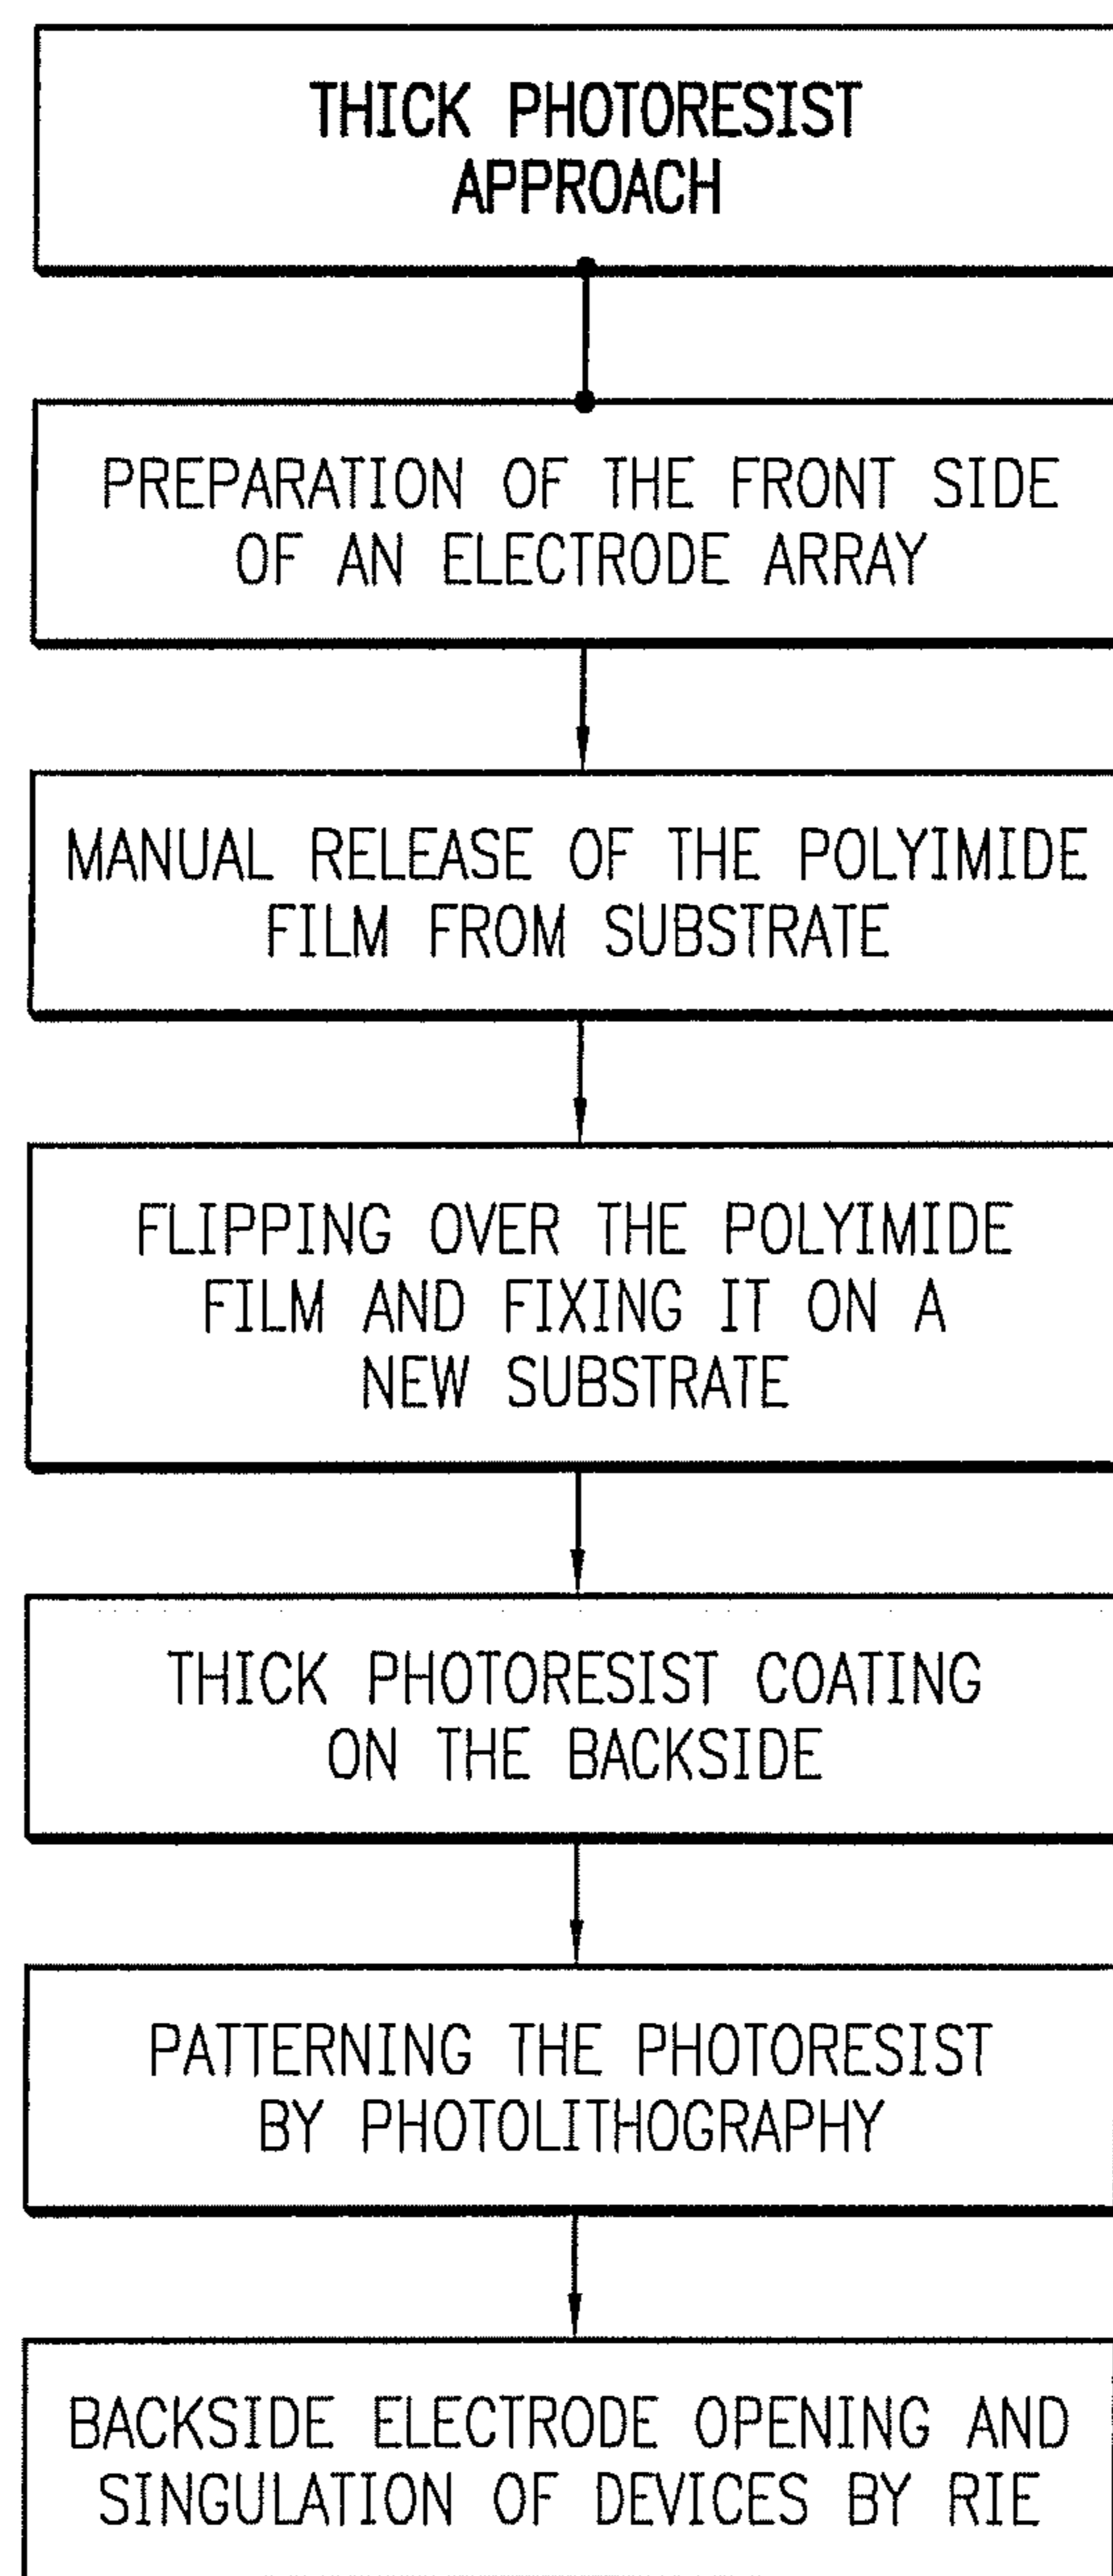 THICK PHOTORESIST
APPROACH
PREPARATION OF THE FRONT SIDE
OF AN ELECTRODE ARRAY
MANUAL RELEASE OF THE POLYIMIDE
FILM FROM SUBSTRATE
FLIPPING OVER THE POLYIMIDE
FILM AND FIXING IT ON A
NEW SUBSTRATE
THICK PHOTORESIST COATING
ON THE BACKSIDE
PATTERNING THE PHOTORESIST
BY PHOTOLITHOGRAPHY
BACKSIDE ELECTRODE OPENING AND
SINGULATION OF DEVICES BY RIE